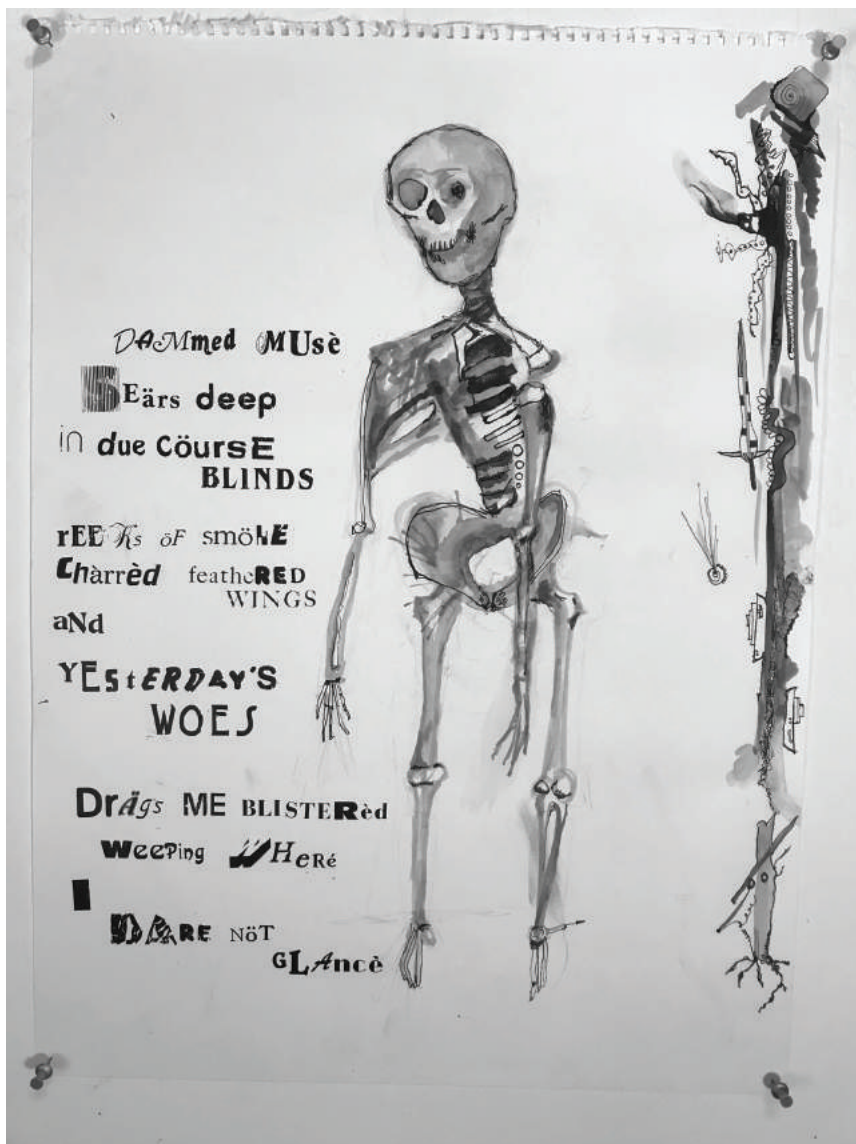 DAMmed MUsè
SEärs deep
in due CöursE
BLINDS
rEEKs öF smöKE
Chàrrèd featheRED
WINGS
aNd
YEstERDAY'S
WOES
Drägs ME BLISTERèd
WeePing WHeRé
I
DARE NöT
GLAncè